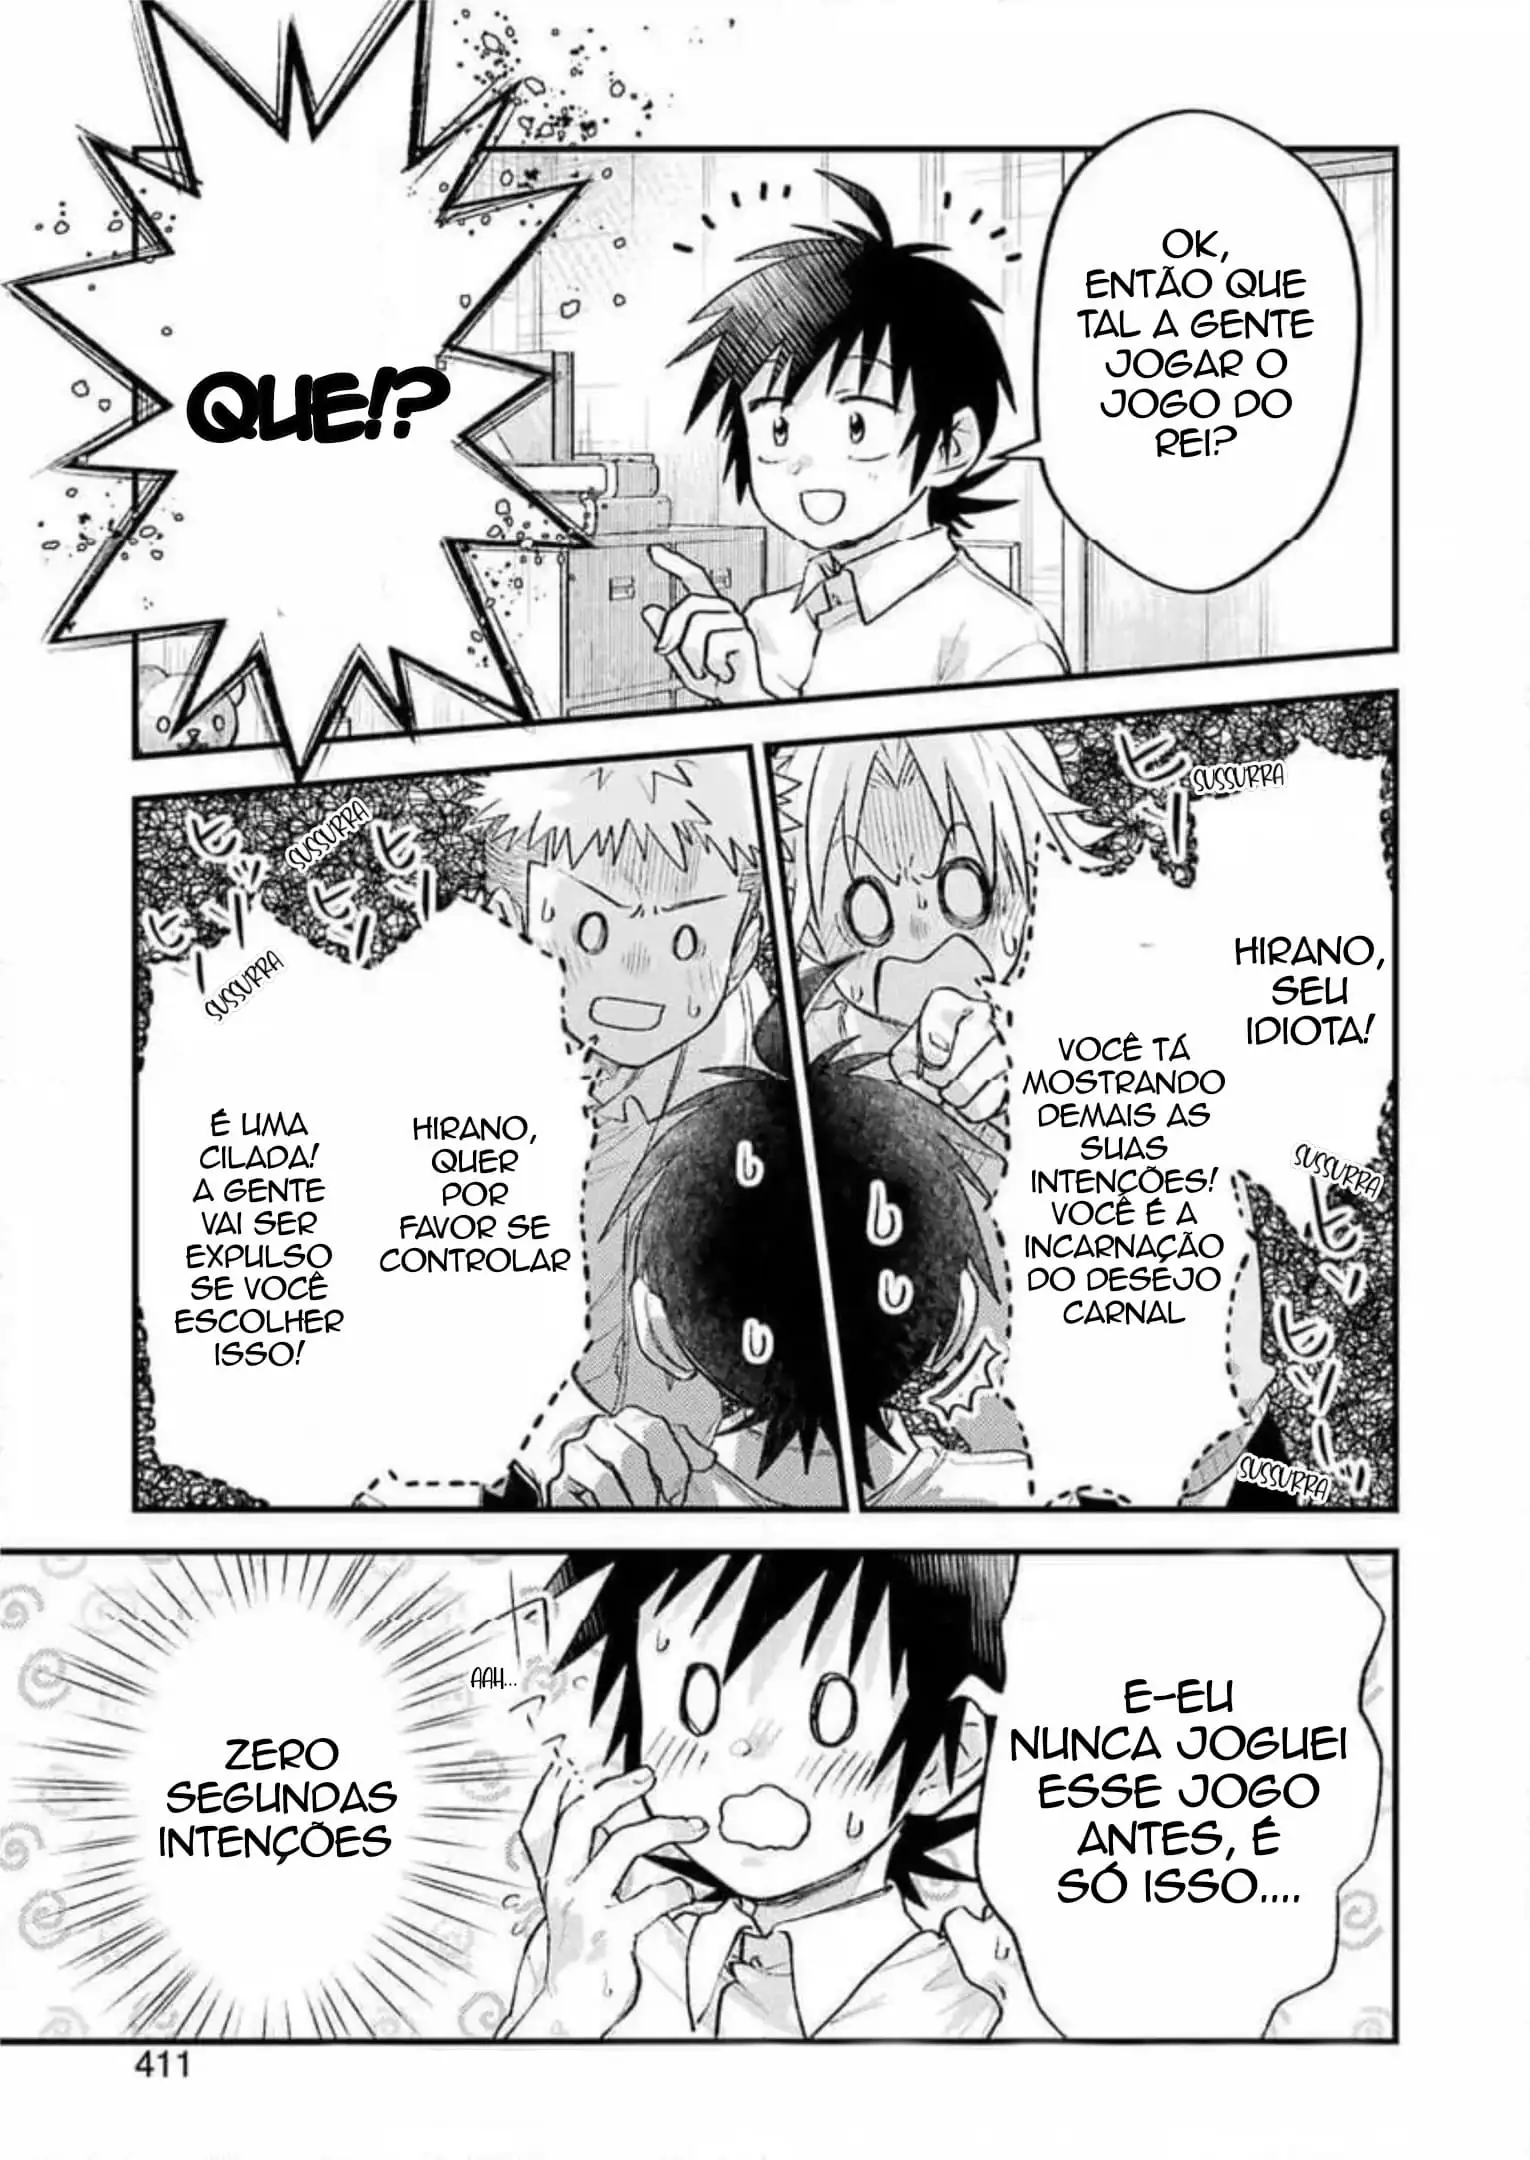 OK,
ENTÃO QUE
TAL A GENTE
JOGAR O
JOGO DO
REI?
QUE!?
SUSSURRA
HIRANO,
SEU
IDIOTA!
VOCÊ TÁ
MOSTRANDO
DEMAIS AS
SUAS
INTENÇÕES!
VOCÊ É A
INCARNAÇÃO
DO DESEJO
CARNAL
SUSSURRA
SUSSURRA
SUSSURRA
HIRANO,
QUER
POR
FAVOR SE
CONTROLAR
SUSSURRA
É UMA
CILADA!
A GENTE
VAI SER
EXPULSO
SE VOCÊ
ESCOLHER
ISSO!
E-EU
NUNCA JOGUEI
ESSE JOGO
ANTES, É
SÓ ISSO....
AAH...
ZERO
SEGUNDAS
INTENÇÕES
411